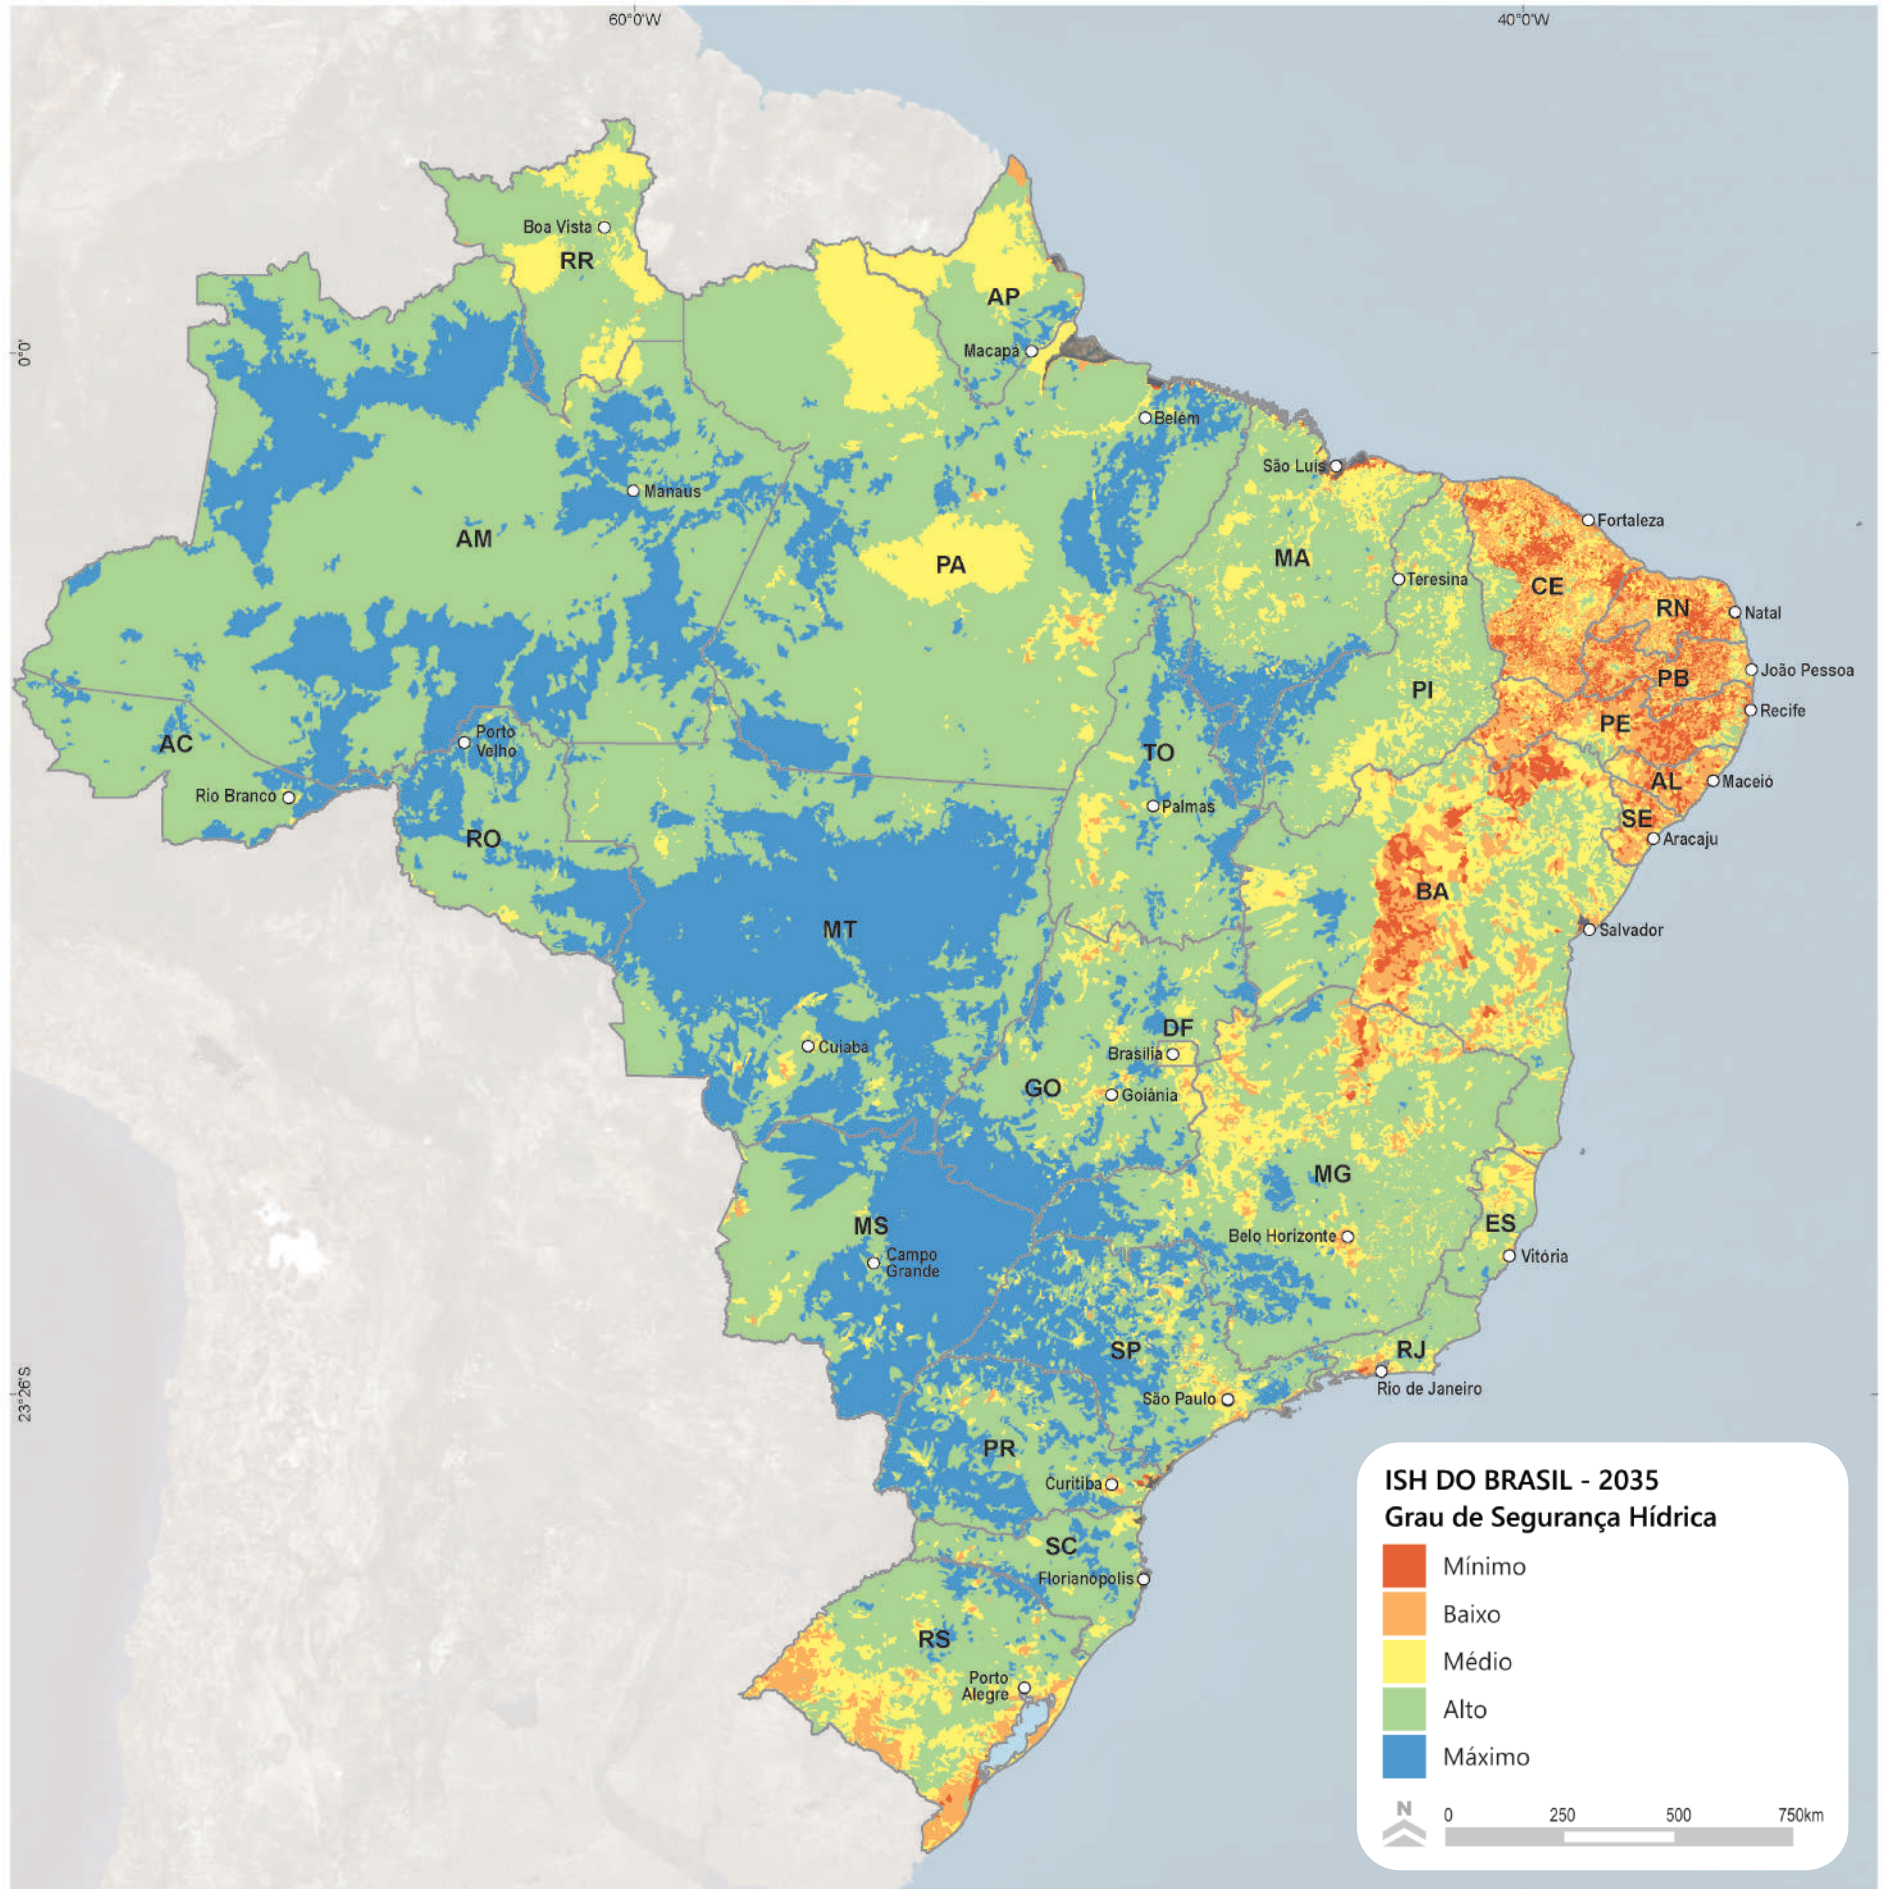 60°0'W
40°0'W
Boa Vista
RR
AP
0°0'
Macapá
Belém
São Luís
Manaus
Fortaleza
AM
PA
MA
Teresina
CE
RN
Natal
João Pessoa
PB
PI
Recife
PE
AC
Porto
Velho
TO
AL
Maceió
Rio Branco
Palmas
SE
RO
Aracaju
BA
MT
Salvador
DF
Cuiabá
Brasília
GO
Goiânia
MG
MS
ES
Belo Horizonte
Campo
Grande
Vitória
SP
RJ
23°26'S
São Paulo
Rio de Janeiro
PR
Curitiba
SC
Florianopolis
RS
Porto
Alegre
ISH DO BRASIL - 2035
Grau de Segurança Hídrica
Mínimo
Baixo
Médio
Alto
Máximo
N
0 250 500 750km